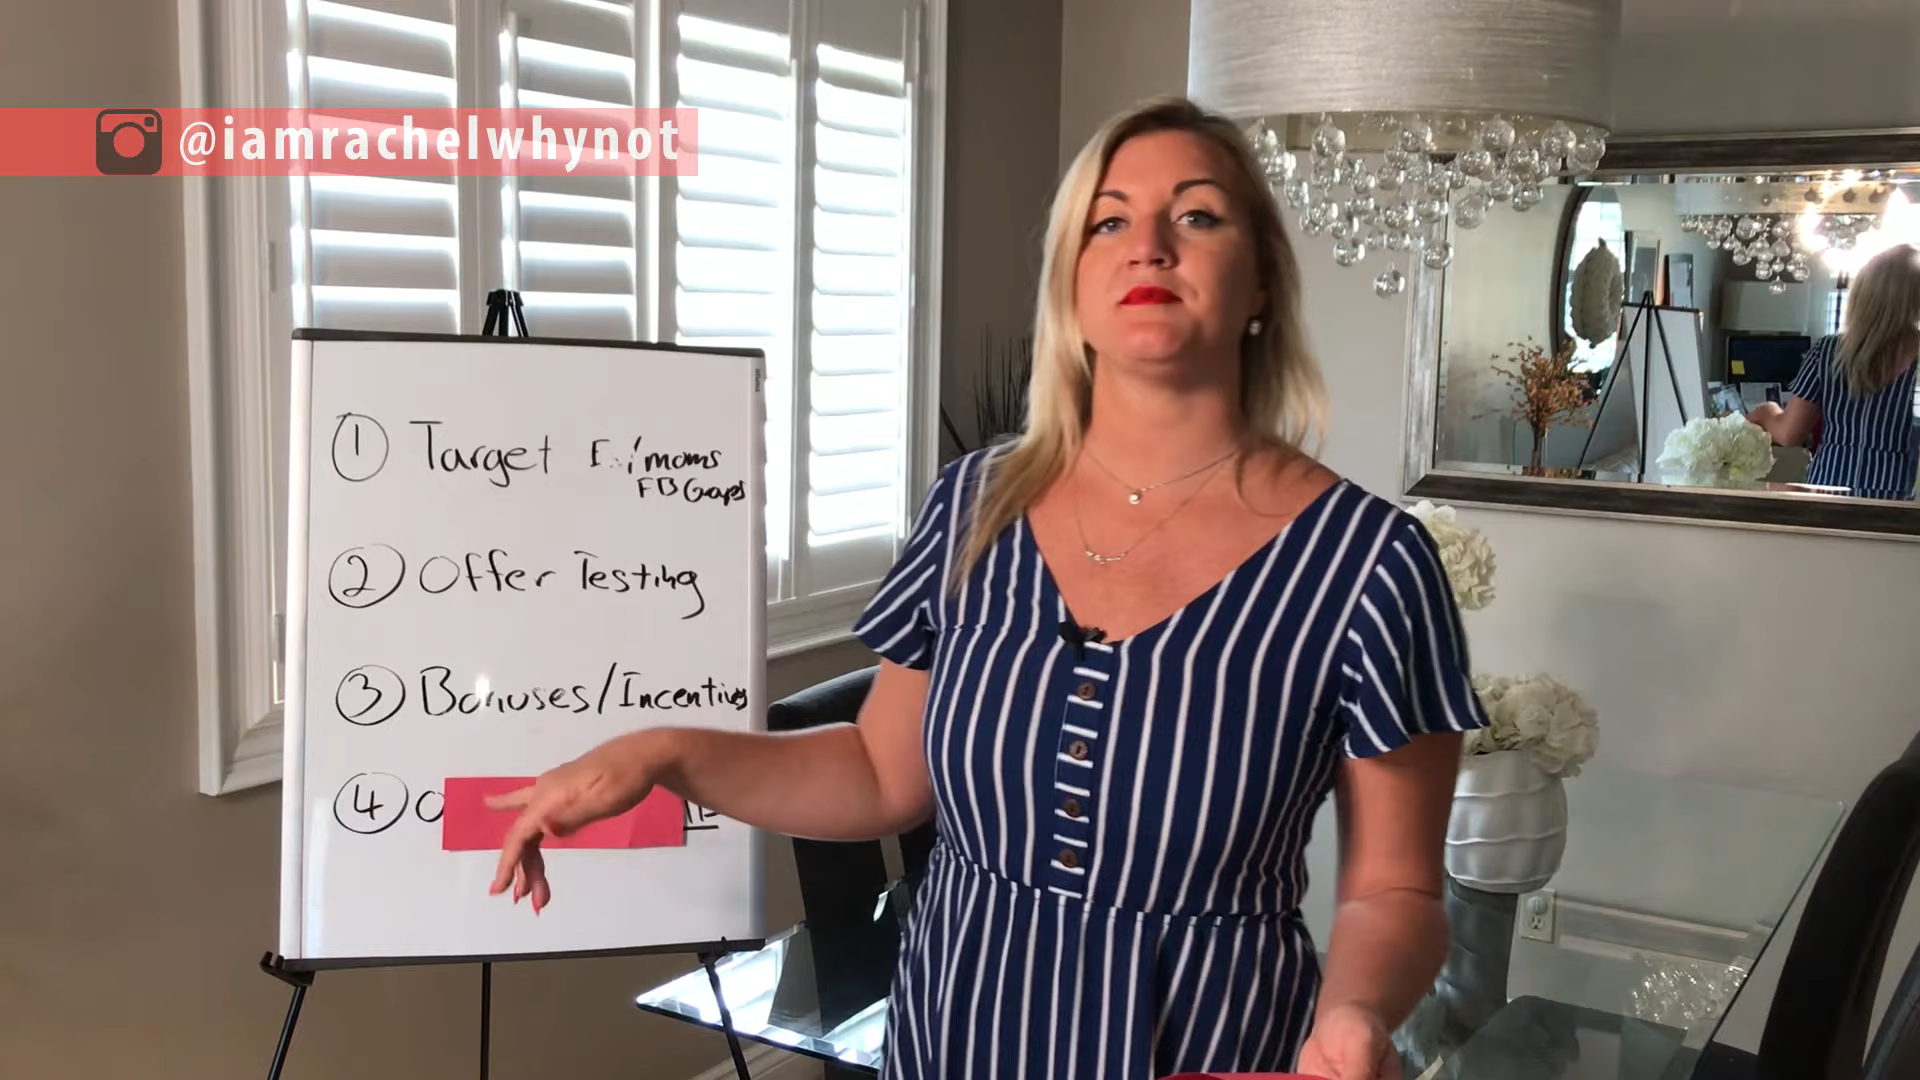 @iamrachelwhynot
① Target moms
FB Groups
② Offer Testing
③ Bonuses/Incentives
④